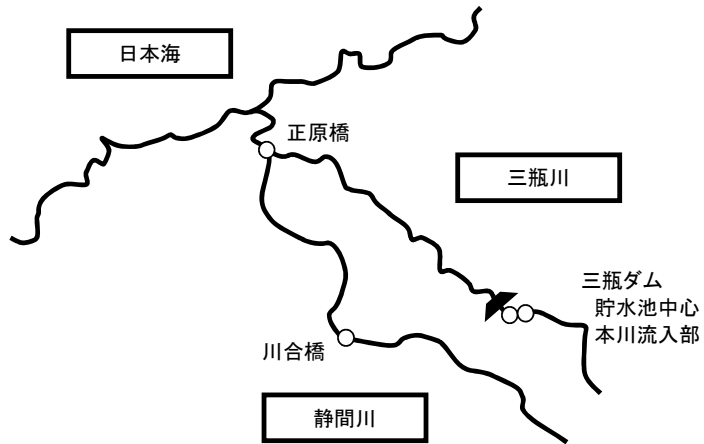 日本海
正原橋
三瓶川
三瓶ダム
貯水池中心
本川流入部
川合橋
静間川